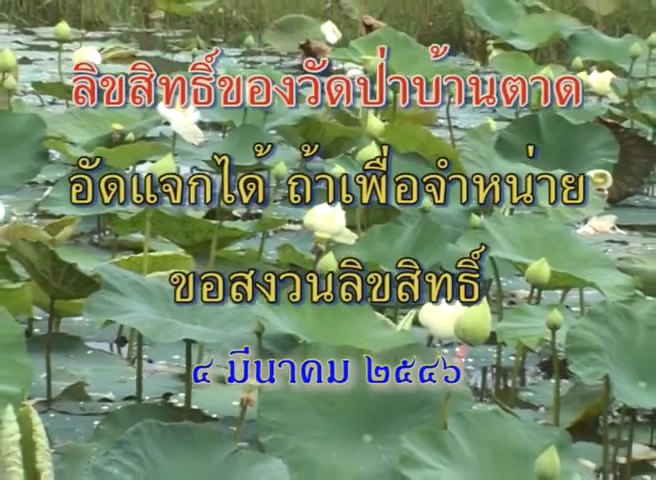 ลิขสิทธิ์ของวัดป่าบ้านตาด
อัดแจกได้ ถ้าเพื่อจำหน่าย
ขอสงวนลิขสิทธิ์
๔ มีนาคม ๒๕๔๖